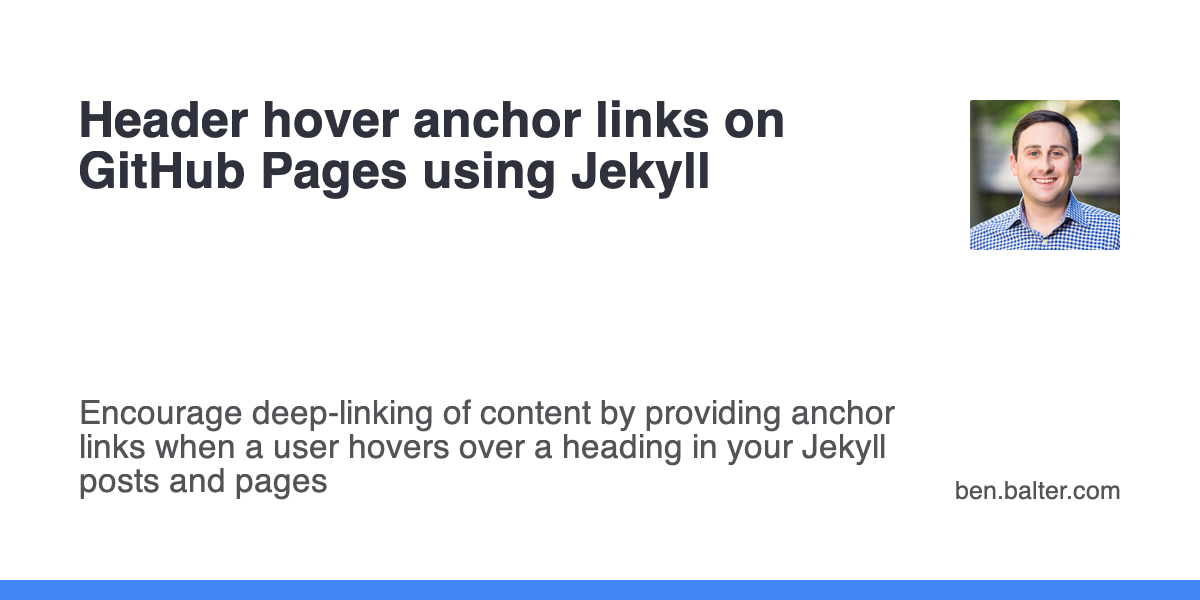 Header hover anchor links on
GitHub Pages using Jekyll
Encourage deep-linking of content by providing anchor
links when a user hovers over a heading in your Jekyll
posts and pages
ben.balter.com